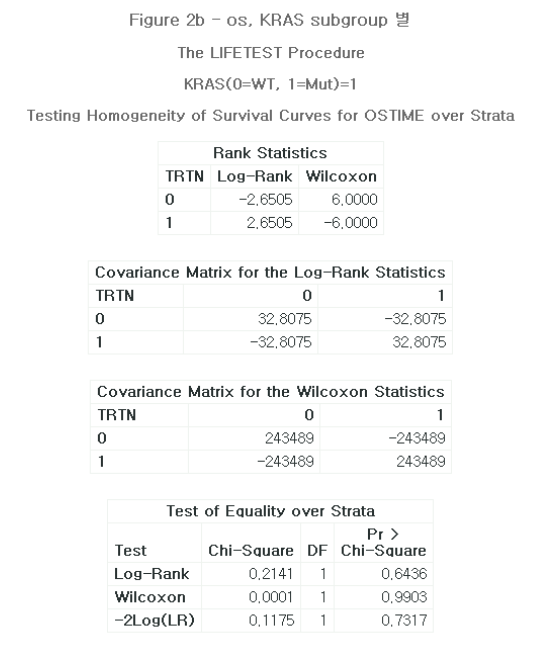 Figure 2b - os, KRAS subgroup 별
The LIFETEST Procedure
KRAS(0=WT, 1=Mut)=1
Testing Homogeneity of Survival Curves for OSTIME over Strata
Rank Statistics
TRTN Log-Rank Wilcoxon
0 -2,6505 6,0000
1 2,6505 -6,0000
Covariance Matrix for the Log-Rank Statistics
TRTN 0 1
0 32,8075 -32,8075
1 -32,8075 32,8075
Covariance Matrix for the Wilcoxon Statistics
TRTN 0 1
0 243489 -243489
1 -243489 243489
Test of Equality over Strata
Pr >
Test Chi-Square DF Chi-Square
Log-Rank 0,2141 1 0,6436
Wilcoxon 0,0001 1 0,9903
-2Log(LR) 0,1175 1 0,7317